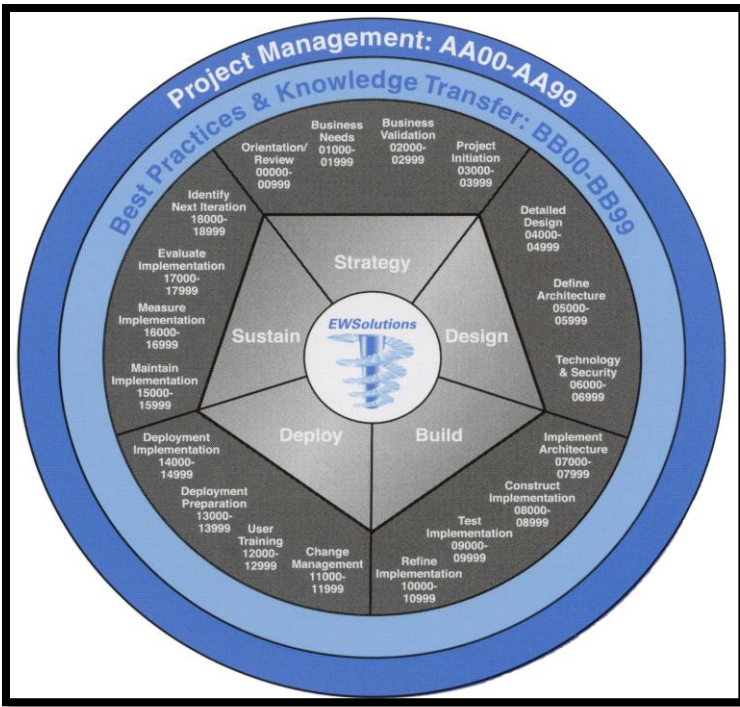 Project Management: AA00-AA99
Best Practices & Knowledge Transfer: BB00-BB99
Orientation/
Review
00000-
00999
Business
Needs
01000-
01999
Business
Validation
02000-
02999
Project
Initiation
03000-
03999
Detailed
Design
04000-
04999
Define
Architecture
05000-
05999
Technology
& Security
06000-
06999
Implement
Architecture
07000-
07999
Construct
Implementation
08000-
08999
Test
Implementation
09000-
09999
Refine
Implementation
10000-
10999
Change
Management
11000-
11999
User
Training
12000-
12999
Deployment
Preparation
13000-
13999
Deployment
Implementation
14000-
14999
Maintain
Implementation
15000-
15999
Measure
Implementation
16000-
16999
Evaluate
Implementation
17000-
17999
Identify
Next Iteration
18000-
18999
Strategy
Design
Build
Deploy
Sustain
EWSolutions